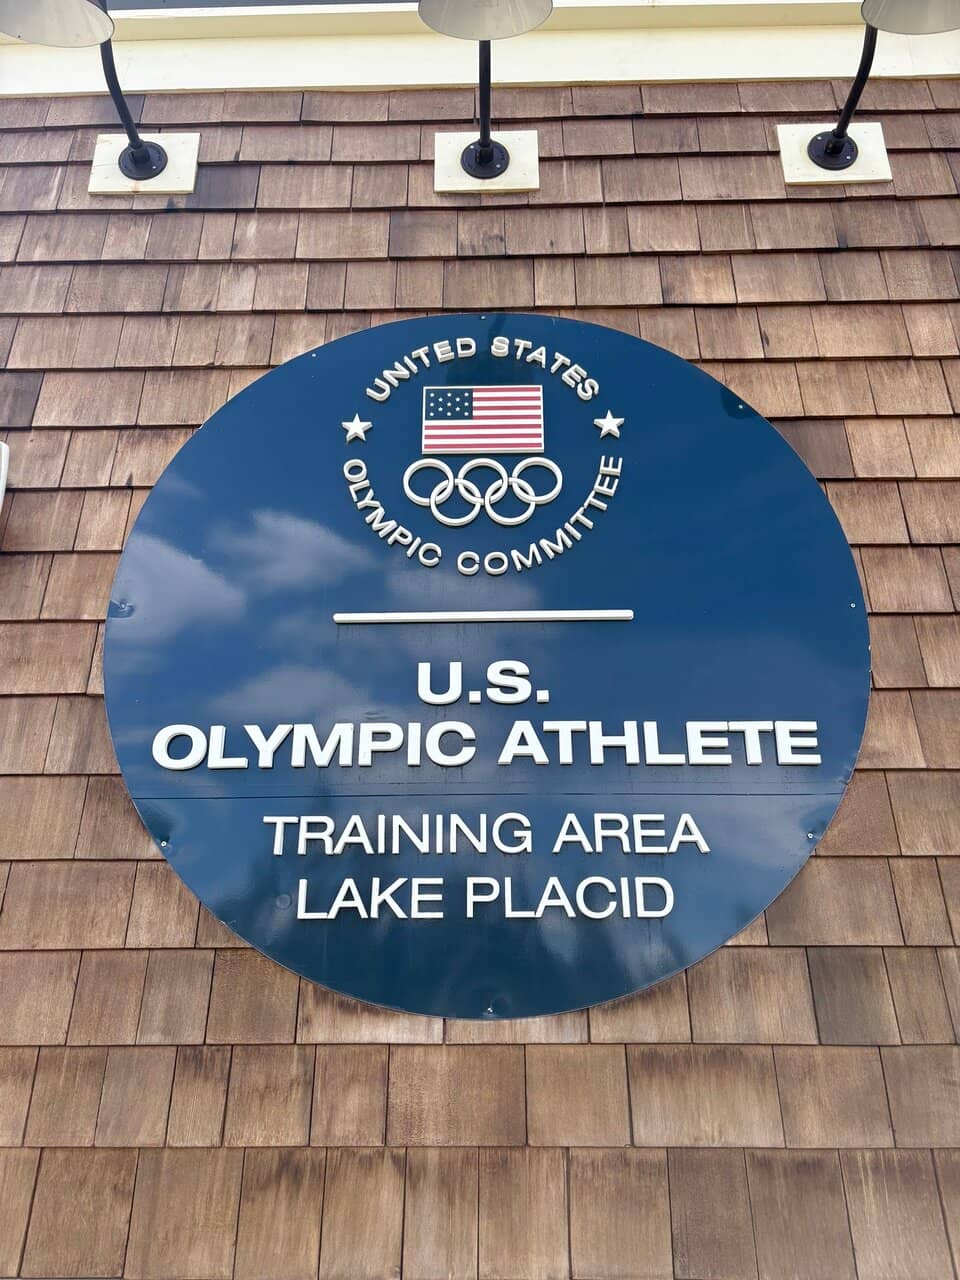 UNITED STATES
OLYMPIC COMMITTEE
U.S.
OLYMPIC ATHLETE
TRAINING AREA
LAKE PLACID